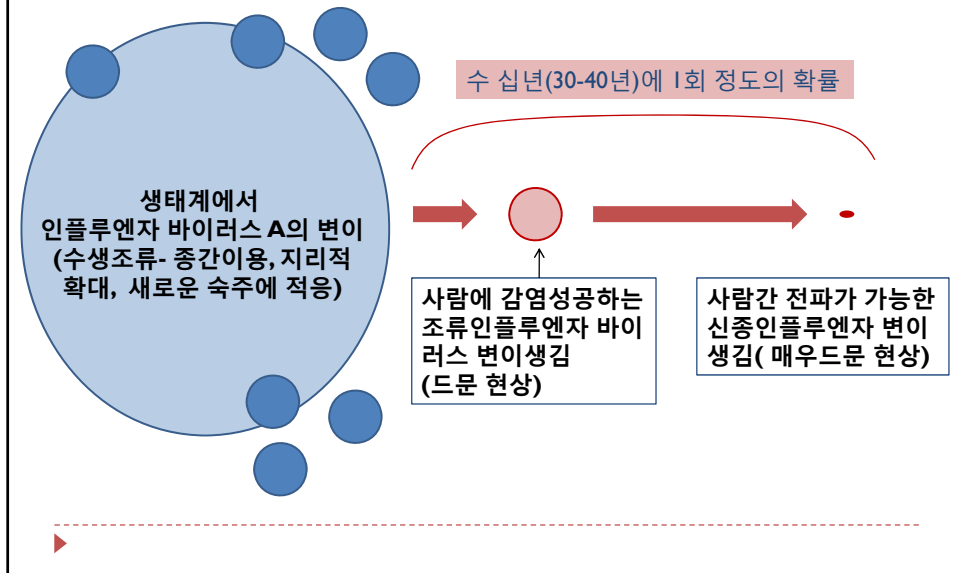 수 십년(30-40년)에 1회 정도의 확률
생태계에서
인플루엔자 바이러스 A의 변이
(수생조류- 종간이용, 지리적
확대, 새로운 숙주에 적응)
사람에 감염성공하는
조류인플루엔자 바이
러스 변이생김
(드문 현상)
사람간 전파가 가능한
신종인플루엔자 변이
생김( 매우드문 현상)